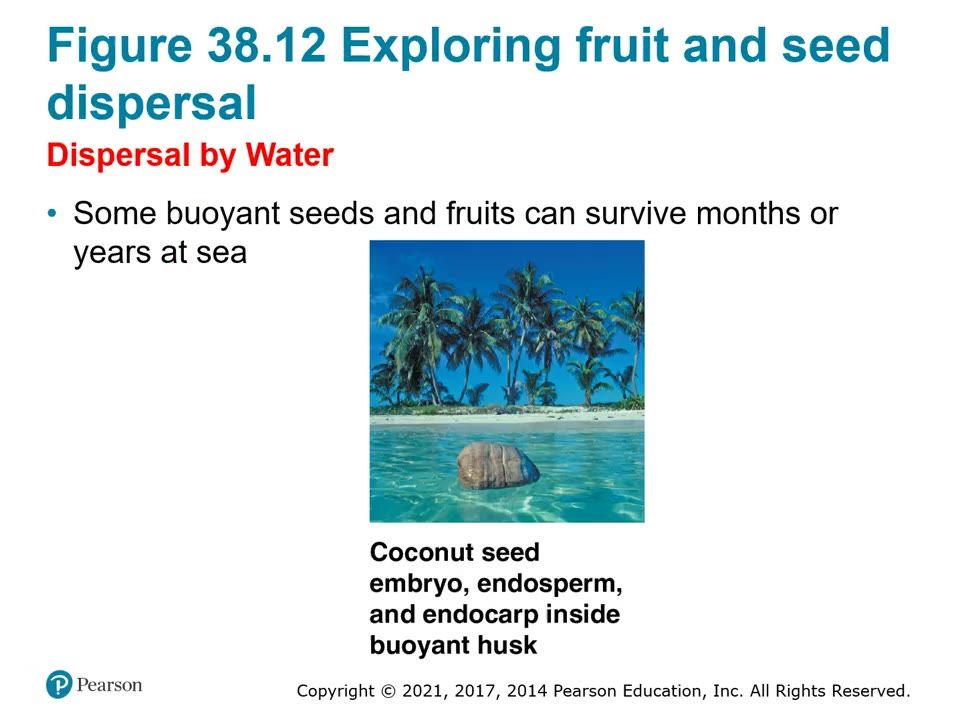 Figure 38.12 Exploring fruit and seed
dispersal
Dispersal by Water
• Some buoyant seeds and fruits can survive months or
years at sea
Coconut seed
embryo, endosperm,
and endocarp inside
buoyant husk
Pearson
Copyright © 2021, 2017, 2014 Pearson Education, Inc. All Rights Reserved.